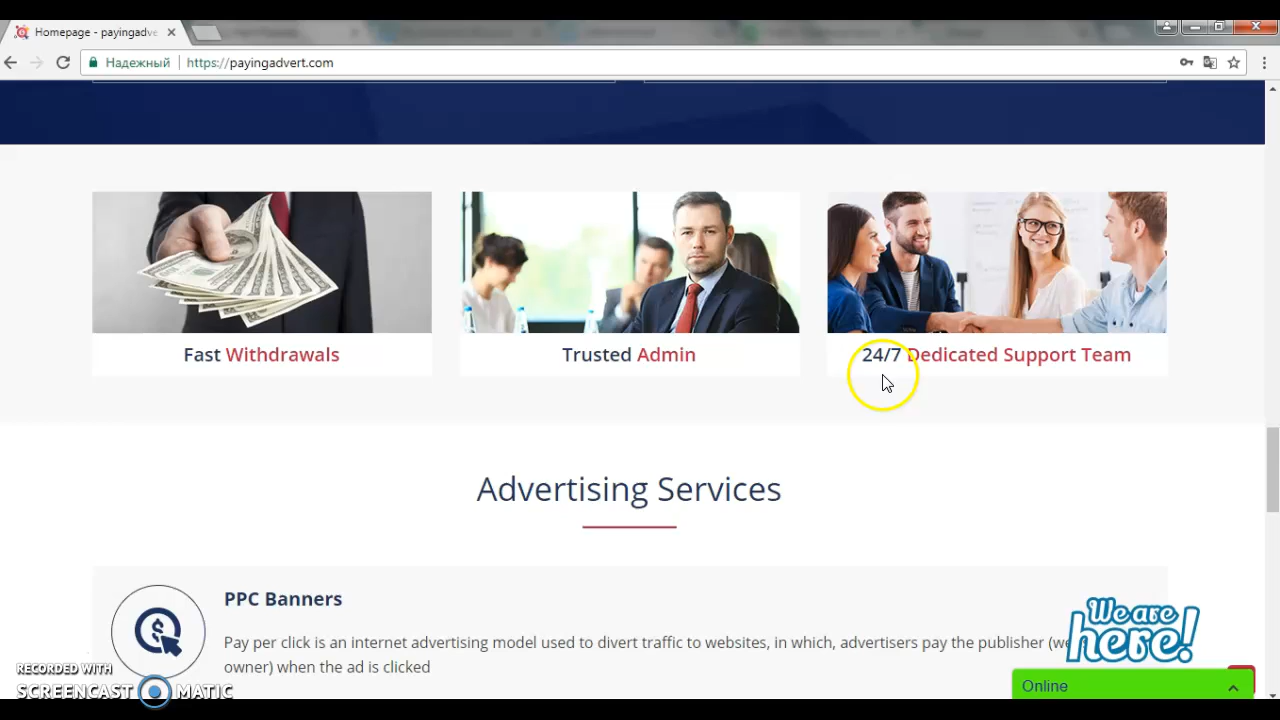 Homepage - payingadve
Надежный
https://payingadvert.com
Fast Withdrawals
Trusted Admin
24/7 Dedicated Support Team
Advertising Services
PPC Banners
Pay per click is an internet advertising model used to divert traffic to websites, in which, advertisers pay the publisher (we
owner) when the ad is clicked
We are
here!
Online
RECORDED WITH
SCREENCAST MATIC